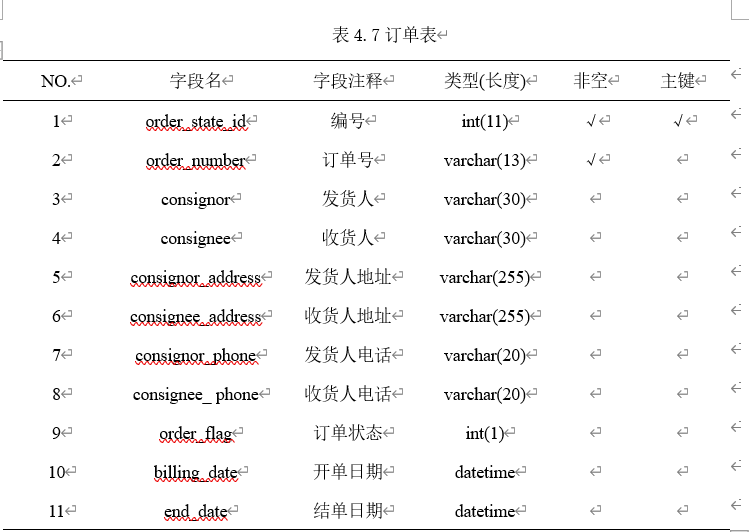 表 4.7 订单表
NO. 字段名 字段注释 类型(长度) 非空 主键
1 order_state_id 编号 int(11) √ √
2 order_number 订单号 varchar(13) √
3 consignor 发货人 varchar(30)
4 consignee 收货人 varchar(30)
5 consignor_address 发货人地址 varchar(255)
6 consignee_address 收货人地址 varchar(255)
7 consignor_phone 发货人电话 varchar(20)
8 consignee_ phone 收货人电话 varchar(20)
9 order_flag 订单状态 int(1)
10 billing_date 开单日期 datetime
11 end_date 结单日期 datetime